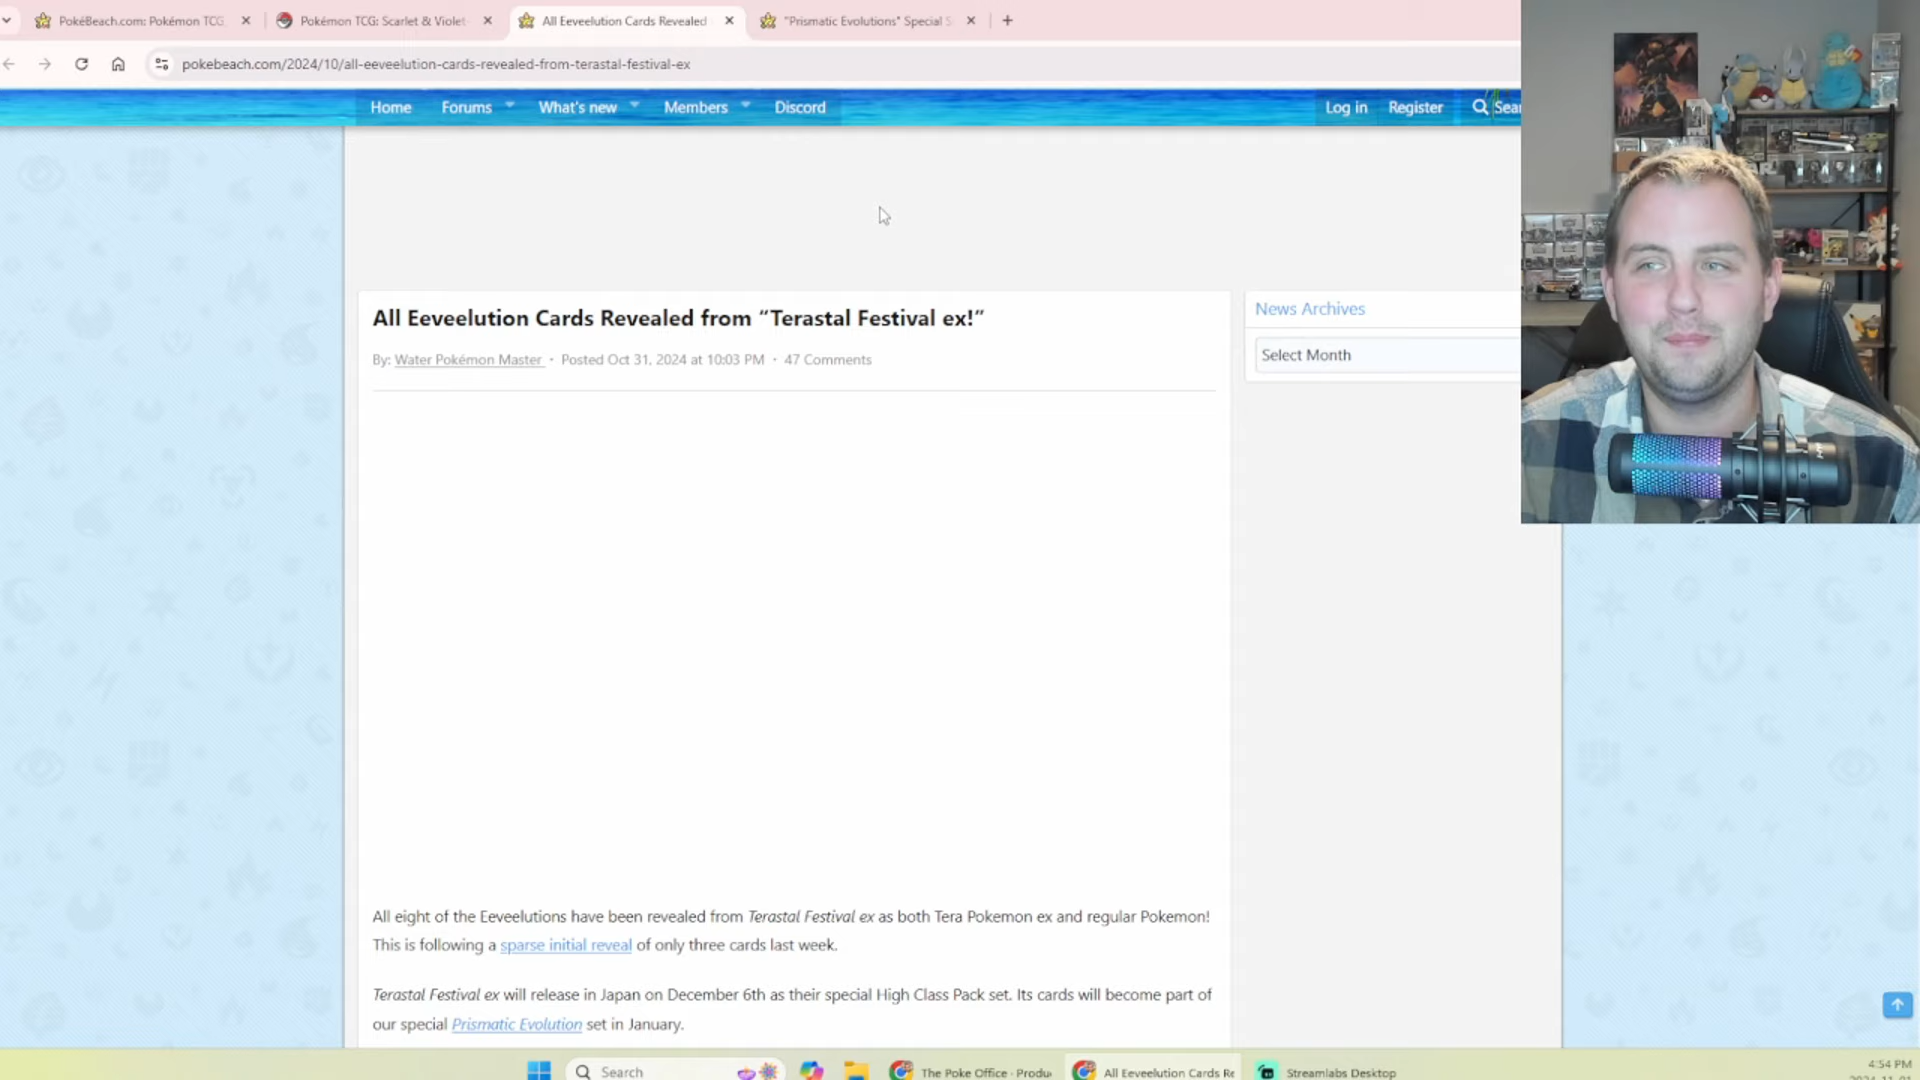 PokéBeach.com: Pokémon TCG
Pokémon TCG: Scarlet & Violet
All Eeveelution Cards Revealed
"Prismatic Evolutions" Special S
pokebeach.com/2024/10/all-eeveelution-cards-revealed-from-terastal-festival-ex
Home Forums What's new Members Discord Log in Register Sear
All Eeveelution Cards Revealed from “Terastal Festival ex!”
By: Water Pokémon Master • Posted Oct 31, 2024 at 10:03 PM • 47 Comments
News Archives
Select Month
All eight of the Eeveelutions have been revealed from Terastal Festival ex as both Tera Pokemon ex and regular Pokemon!
This is following a sparse initial reveal of only three cards last week.
Terastal Festival ex will release in Japan on December 6th as their special High Class Pack set. Its cards will become part of
our special Prismatic Evolution set in January.
Search
The Poke Office - Produ
All Eeveelution Cards Re
Streamlabs Desktop
4:54 PM